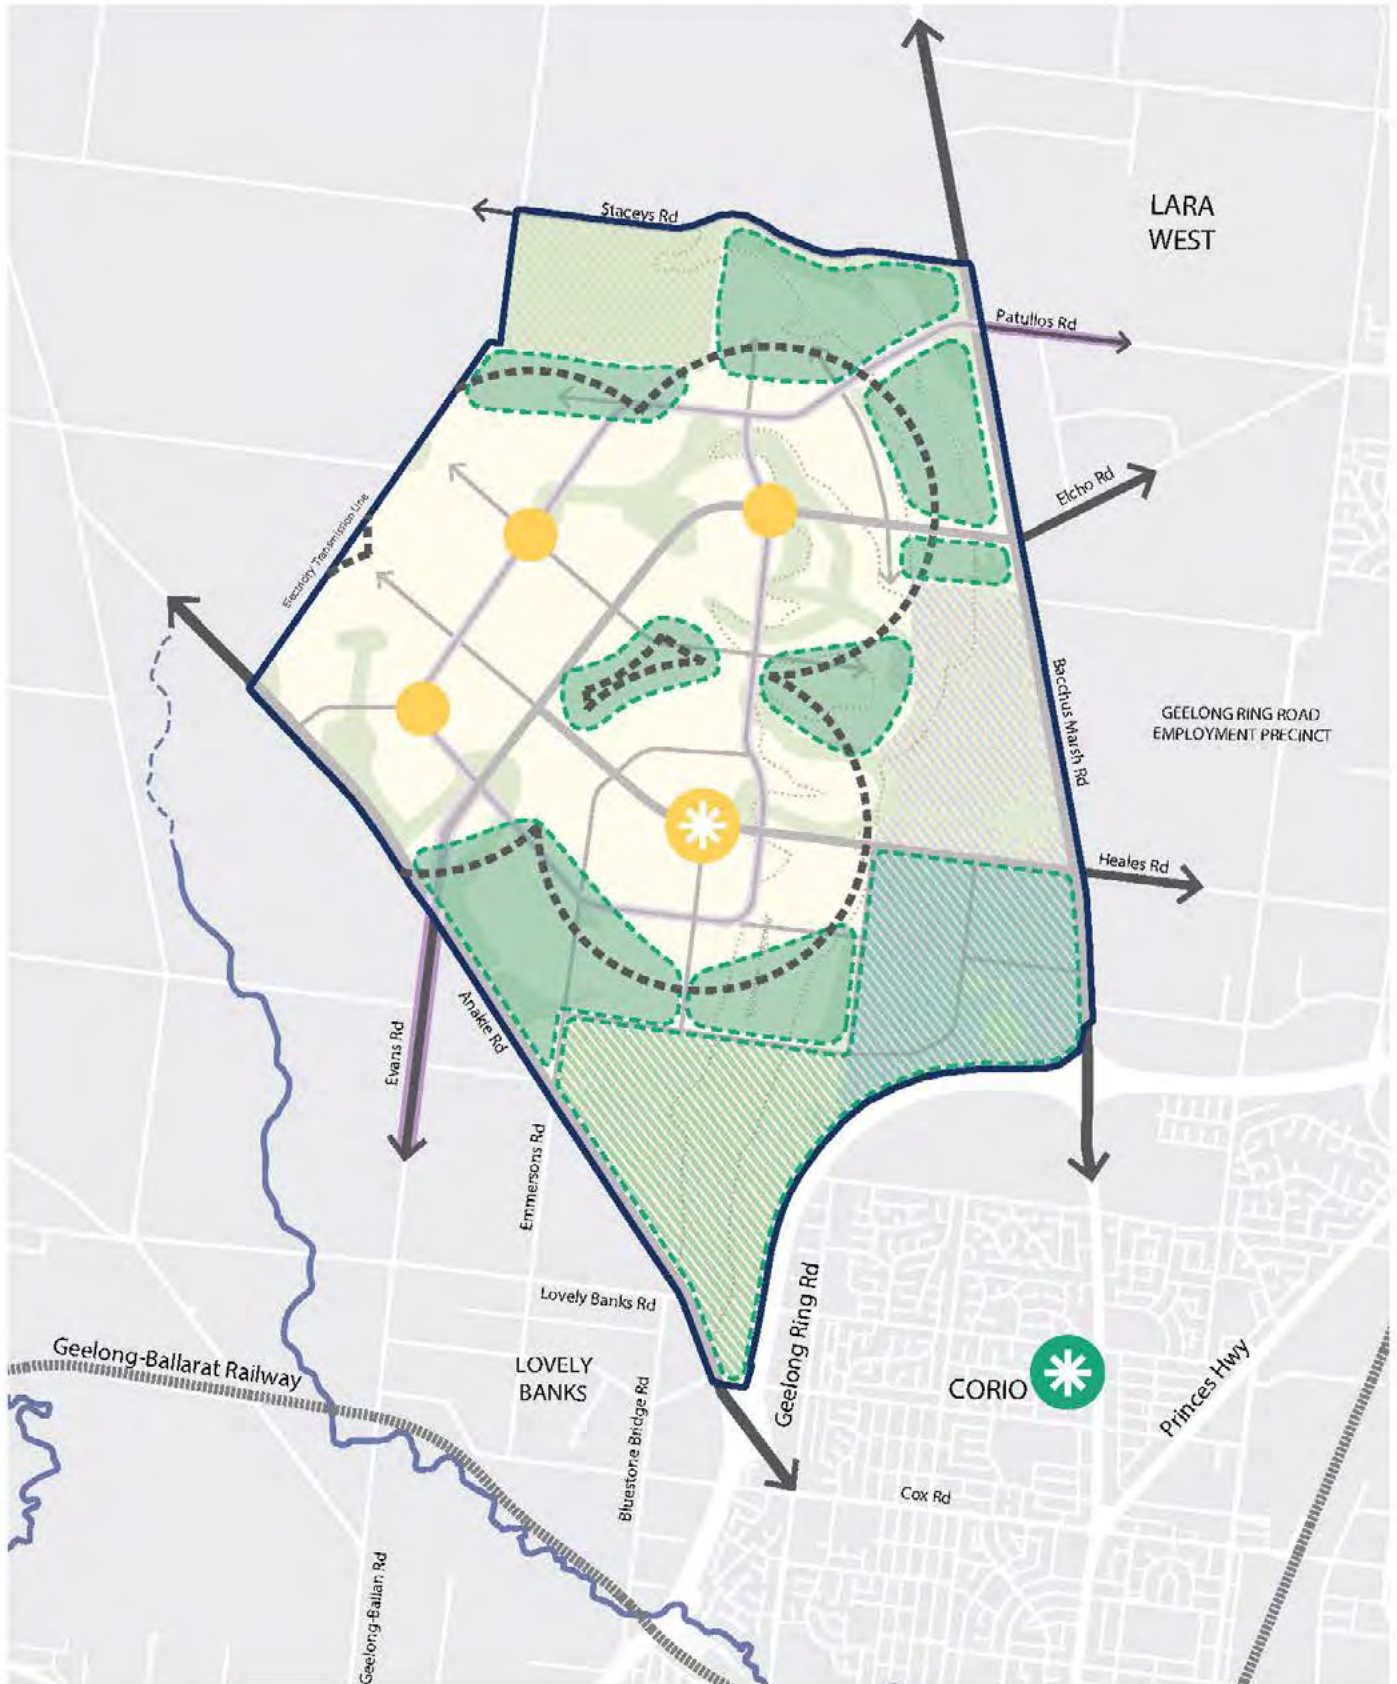 Staceys Rd
LARA
WEST
Patullos Rd
Elcho Rd
Electricity Transmission Line
Bacchus Marsh Rd
GEELONG RING ROAD
EMPLOYMENT PRECINCT
Heales Rd
Anakie Rd
Evans Rd
Emmersons Rd
Lovely Banks Rd
Geelong Ring Rd
Geelong-Ballarat Railway
LOVELY
BANKS
CORIO
Princes Hwy
Bluestone Bridge Rd
Cox Rd
Geelong-Ballan Rd